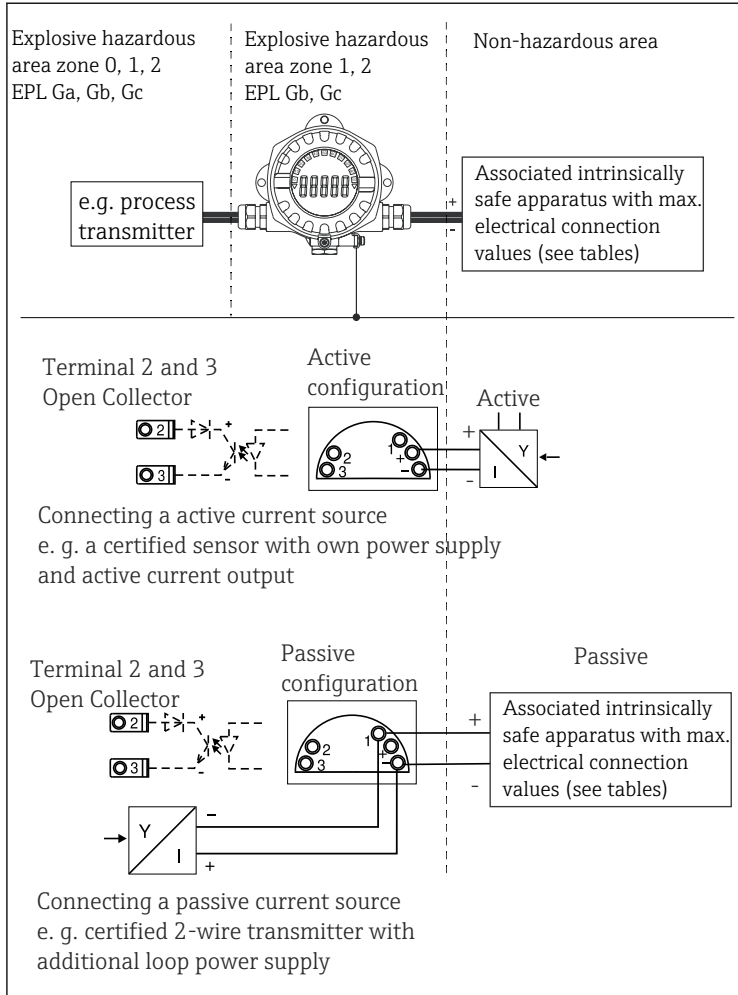 Explosive hazardous
area zone 0, 1, 2
EPL Ga, Gb, Gc
Explosive hazardous
area zone 1, 2
EPL Gb, Gc
Non-hazardous area
e.g. process
transmitter
+
-
Associated intrinsically
safe apparatus with max.
electrical connection
values (see tables)
Terminal 2 and 3
Open Collector
2
+
3
-
Active
configuration
1
2
+
3
-
Active
+
-
Y
I
Connecting a active current source
e. g. a certified sensor with own power supply
and active current output
Terminal 2 and 3
Open Collector
2
+
3
-
Passive
configuration
1
2
+
3
-
Passive
+
-
Associated intrinsically
safe apparatus with max.
electrical connection
values (see tables)
Y
I
−
+
Connecting a passive current source
e. g. certified 2-wire transmitter with
additional loop power supply